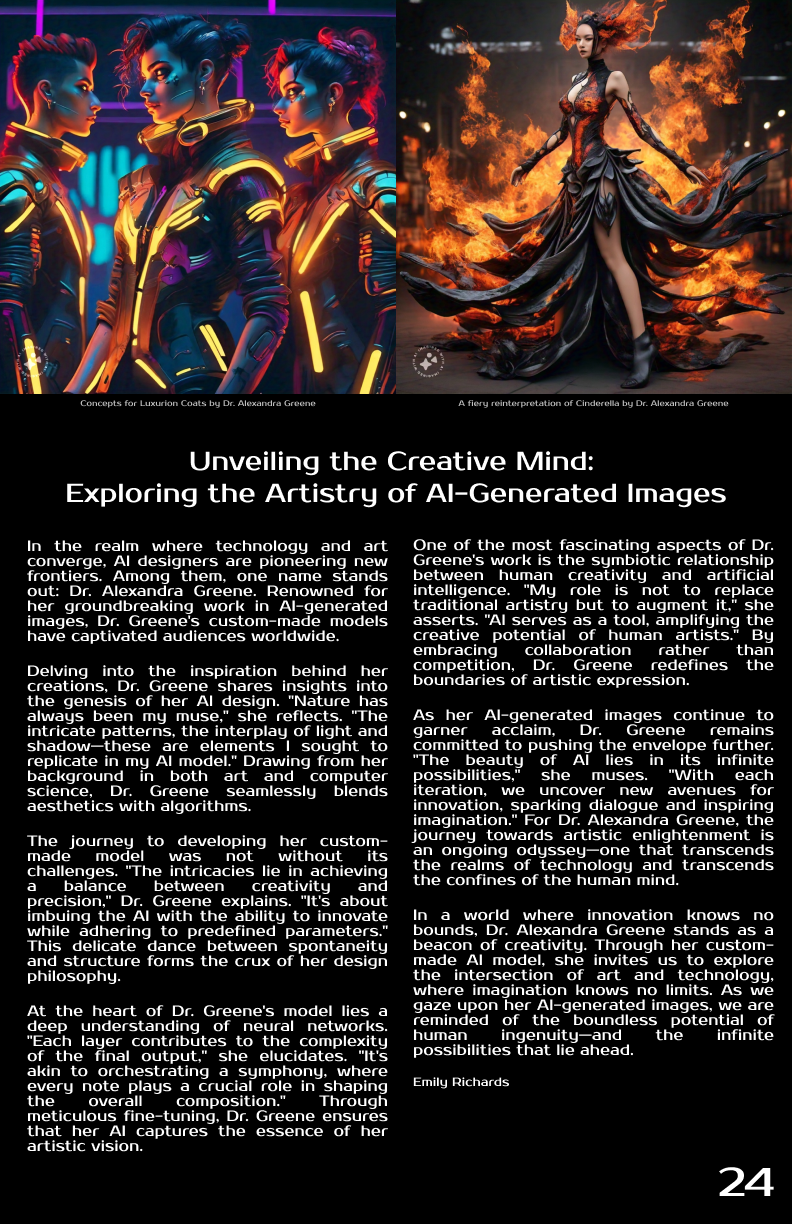 Concepts for Luxurion Coats by Dr. Alexandra Greene
A fiery reinterpretation of Cinderella by Dr. Alexandra Greene
Unveiling the Creative Mind:
Exploring the Artistry of AI-Generated Images
In the realm where technology and art
converge, AI designers are pioneering new
frontiers. Among them, one name stands
out: Dr. Alexandra Greene. Renowned for
her groundbreaking work in AI-generated
images, Dr. Greene's custom-made models
have captivated audiences worldwide.
Delving into the inspiration behind her
creations, Dr. Greene shares insights into
the genesis of her AI design. "Nature has
always been my muse," she reflects. "The
intricate patterns, the interplay of light and
shadow—these are elements I sought to
replicate in my AI model." Drawing from her
background in both art and computer
science, Dr. Greene seamlessly blends
aesthetics with algorithms.
The journey to developing her custom-
made model was not without its
challenges. "The intricacies lie in achieving
a balance between creativity and
precision," Dr. Greene explains. "It's about
imbuing the AI with the ability to innovate
while adhering to predefined parameters."
This delicate dance between spontaneity
and structure forms the crux of her design
philosophy.
At the heart of Dr. Greene's model lies a
deep understanding of neural networks.
"Each layer contributes to the complexity
of the final output," she elucidates. "It's
akin to orchestrating a symphony, where
every note plays a crucial role in shaping
the overall composition." Through
meticulous fine-tuning, Dr. Greene ensures
that her AI captures the essence of her
artistic vision.
One of the most fascinating aspects of Dr.
Greene's work is the symbiotic relationship
between human creativity and artificial
intelligence. "My role is not to replace
traditional artistry but to augment it," she
asserts. "AI serves as a tool, amplifying the
creative potential of human artists." By
embracing collaboration rather than
competition, Dr. Greene redefines the
boundaries of artistic expression.
As her AI-generated images continue to
garner acclaim, Dr. Greene remains
committed to pushing the envelope further.
"The beauty of AI lies in its infinite
possibilities," she muses. "With each
iteration, we uncover new avenues for
innovation, sparking dialogue and inspiring
imagination." For Dr. Alexandra Greene, the
journey towards artistic enlightenment is
an ongoing odyssey—one that transcends
the realms of technology and transcends
the confines of the human mind.
In a world where innovation knows no
bounds, Dr. Alexandra Greene stands as a
beacon of creativity. Through her custom-
made AI model, she invites us to explore
the intersection of art and technology,
where imagination knows no limits. As we
gaze upon her AI-generated images, we are
reminded of the boundless potential of
human ingenuity—and the infinite
possibilities that lie ahead.
Emily Richards
24